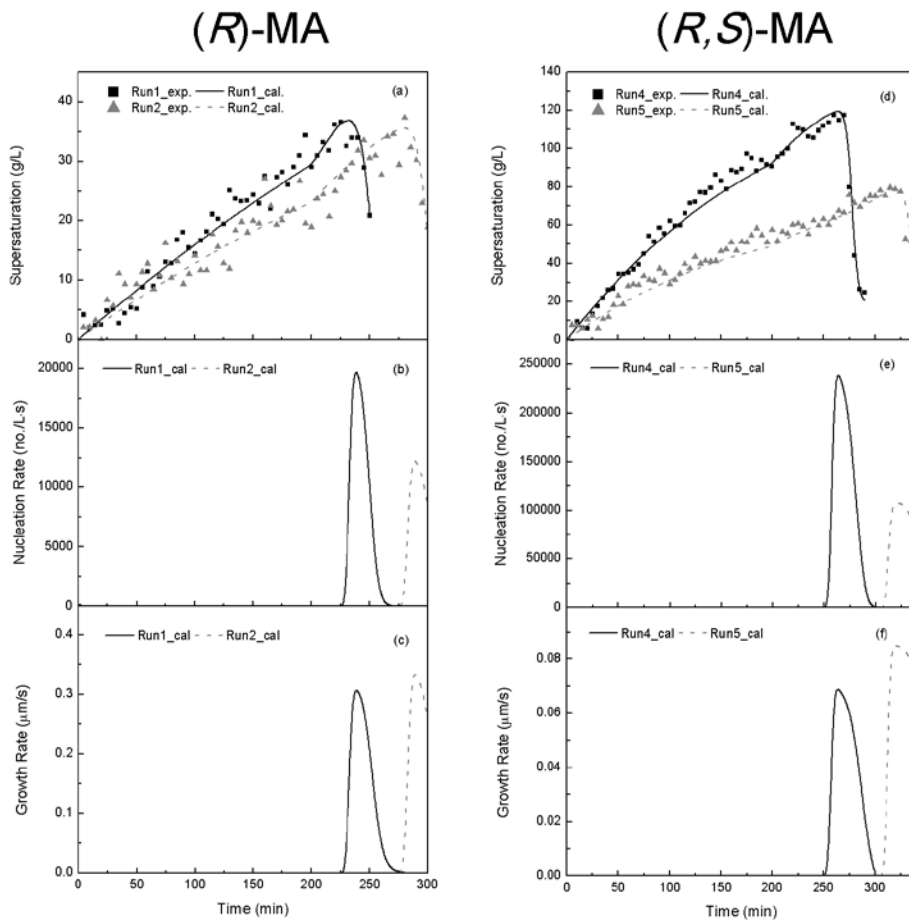 (R)-MA
(R,S)-MA
Run1_exp. Run1_cal. (a)
Run2_exp. Run2_cal.
Supersaturation (g/L)
40
30
20
10
0
Run1_cal Run2_cal (b)
Nucleation Rate (no./L·s)
20000
15000
10000
5000
0
Run1_cal Run2_cal (c)
Growth Rate (μm/s)
0.4
0.3
0.2
0.1
0.0
0 50 100 150 200 250 300
Time (min)
Run4_exp. Run4_cal. (d)
Run5_exp. Run5_cal.
Supersaturation (g/L)
140
120
100
80
60
40
20
0
Run4_cal Run5_cal (e)
Nucleation Rate (no./L·s)
250000
200000
150000
100000
50000
0
Run4_cal Run5_cal (f)
Growth Rate (μm/s)
0.08
0.06
0.04
0.02
0.00
0 50 100 150 200 250 300
Time (min)